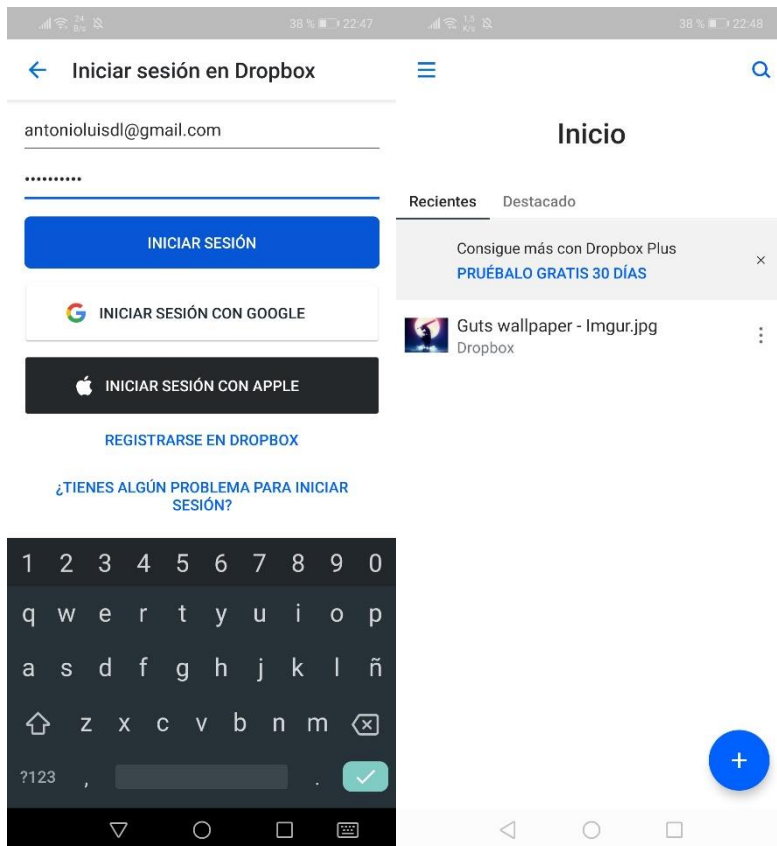 24 B/s 38 % 22:47
Iniciar sesión en Dropbox
antonioluisdl@gmail.com
••••••••••
INICIAR SESIÓN
INICIAR SESIÓN CON GOOGLE
INICIAR SESIÓN CON APPLE
REGISTRARSE EN DROPBOX
¿TIENES ALGÚN PROBLEMA PARA INICIAR
SESIÓN?
1 2 3 4 5 6 7 8 9 0
q w e r t y u i o p
a s d f g h j k l ñ
z x c v b n m
?123 , .
1,5 K/s 38 % 22:48
Inicio
Recientes Destacado
Consigue más con Dropbox Plus
PRUÉBALO GRATIS 30 DÍAS
Guts wallpaper - Imgur.jpg
Dropbox